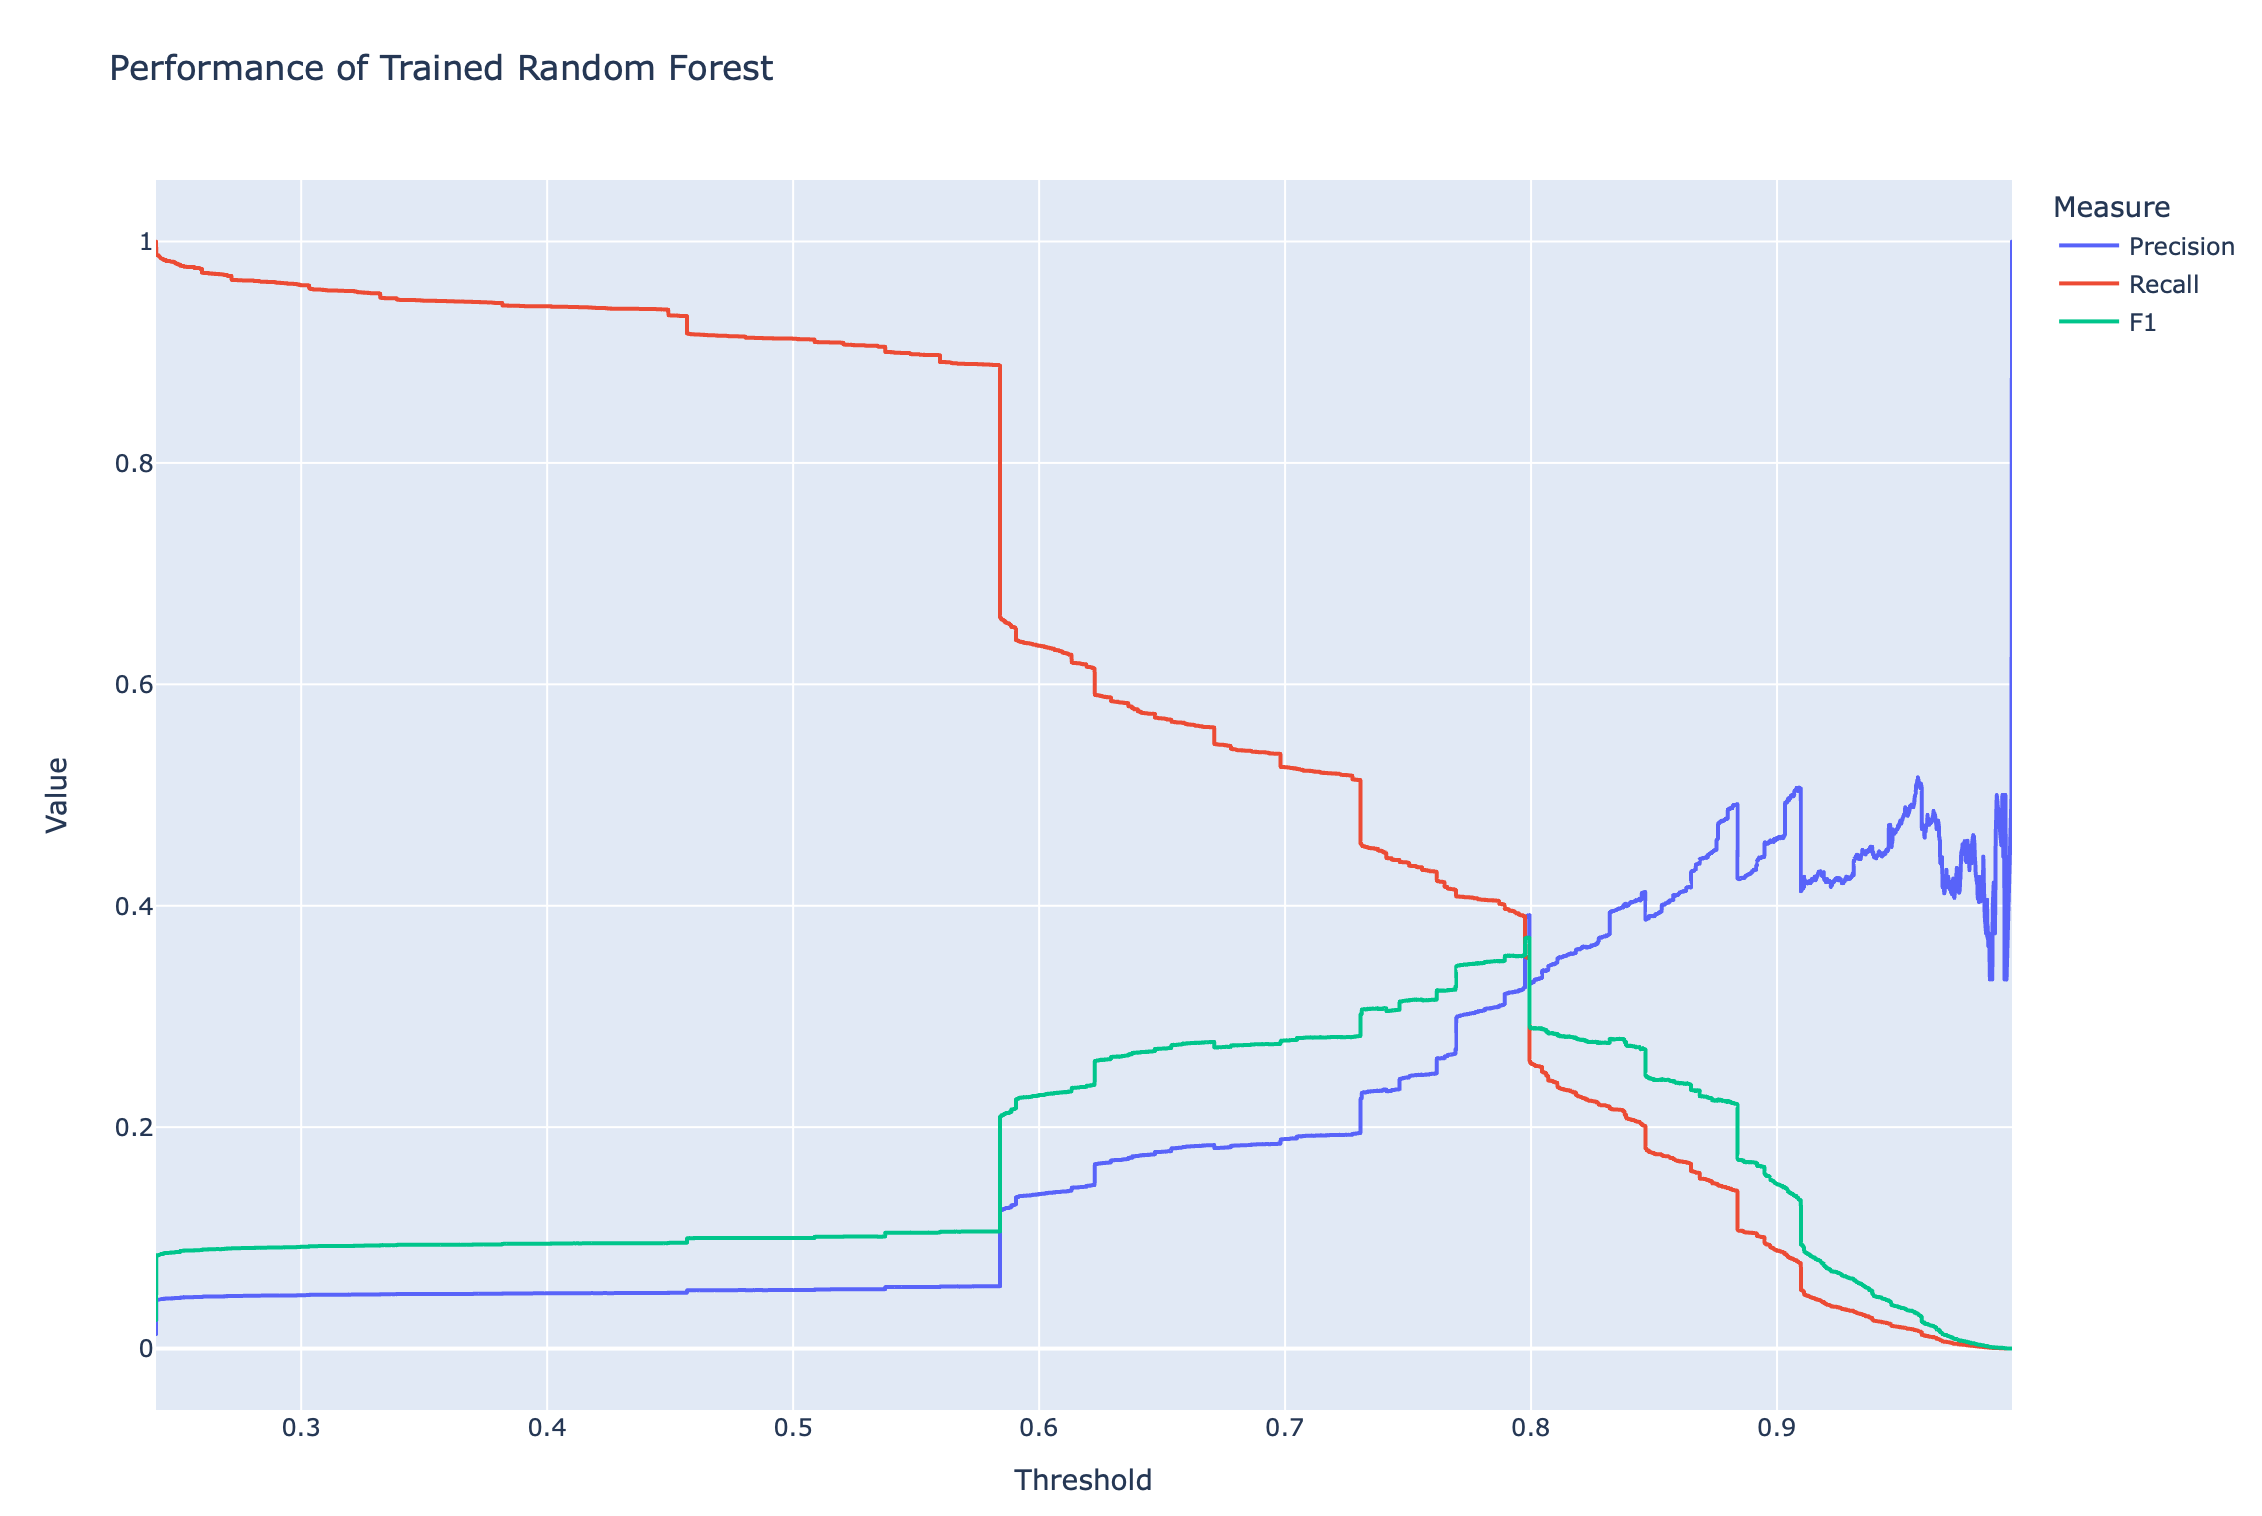 Performance of Trained Random Forest
Measure
Precision
Recall
F1
Value
1
0.8
0.6
0.4
0.2
0
0.3 0.4 0.5 0.6 0.7 0.8 0.9
Threshold